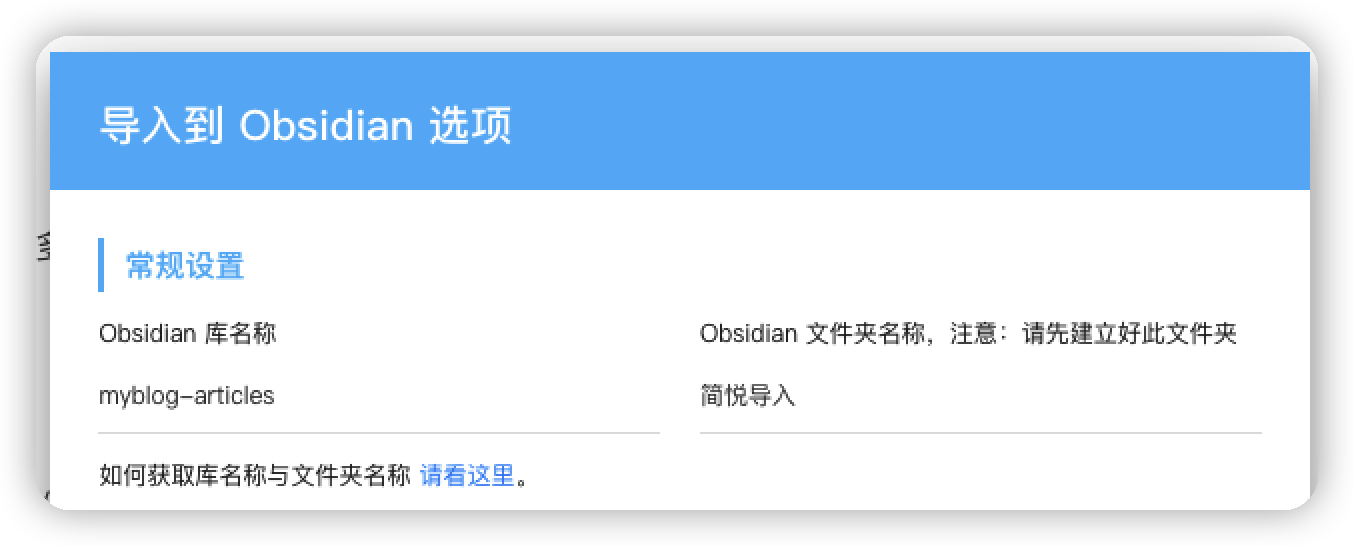 导入到 Obsidian 选项
常规设置
Obsidian 库名称
Obsidian 文件夹名称，注意：请先建立好此文件夹
myblog-articles
简悦导入
如何获取库名称与文件夹名称 请看这里。